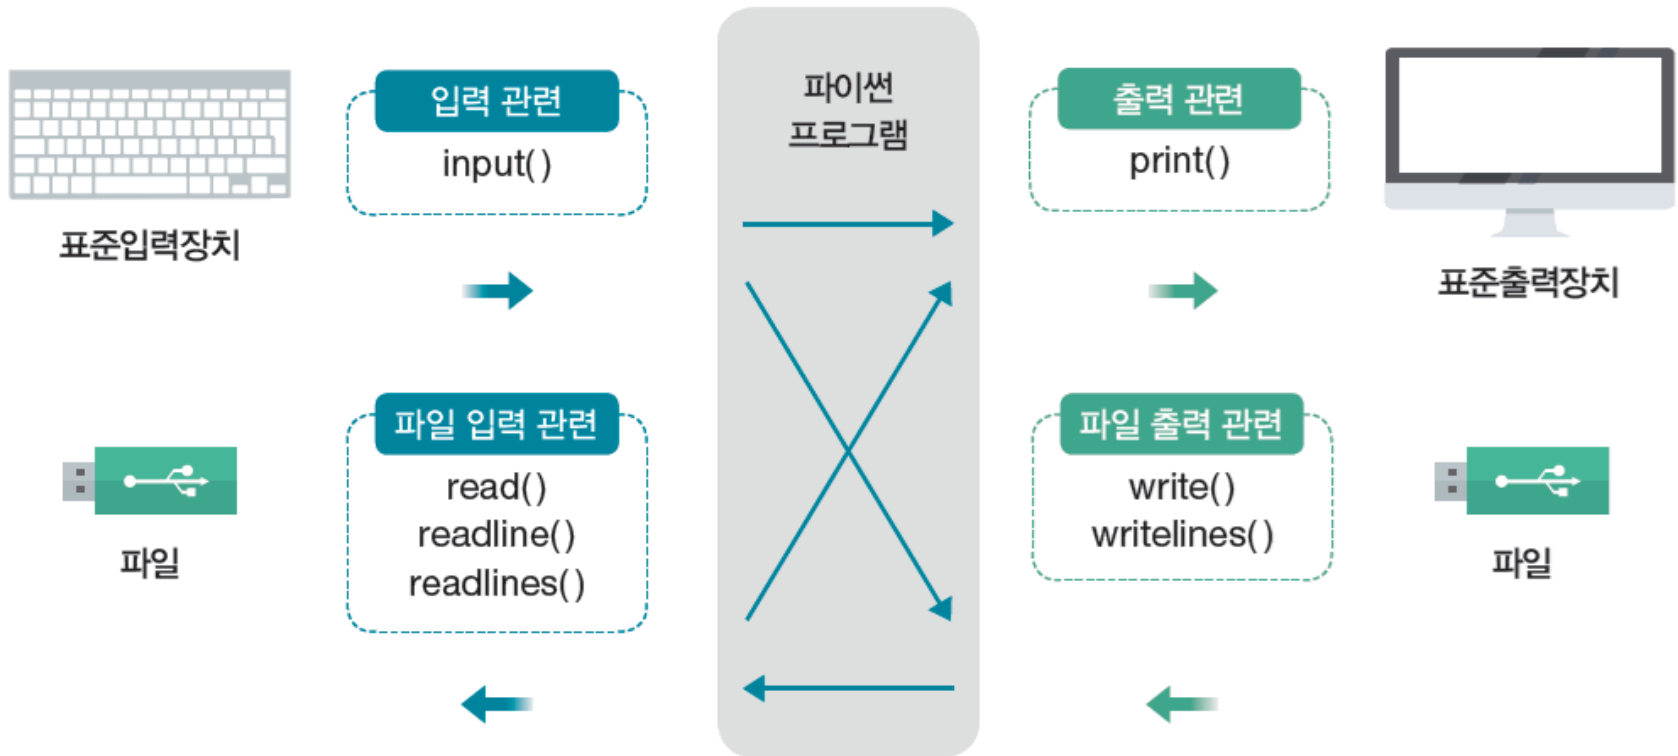 입력 관련
input()
표준입력장치
파이썬
프로그램
출력 관련
print()
표준출력장치
파일 입력 관련
read()
readline()
readlines()
파일
파일 출력 관련
write()
writelines()
파일